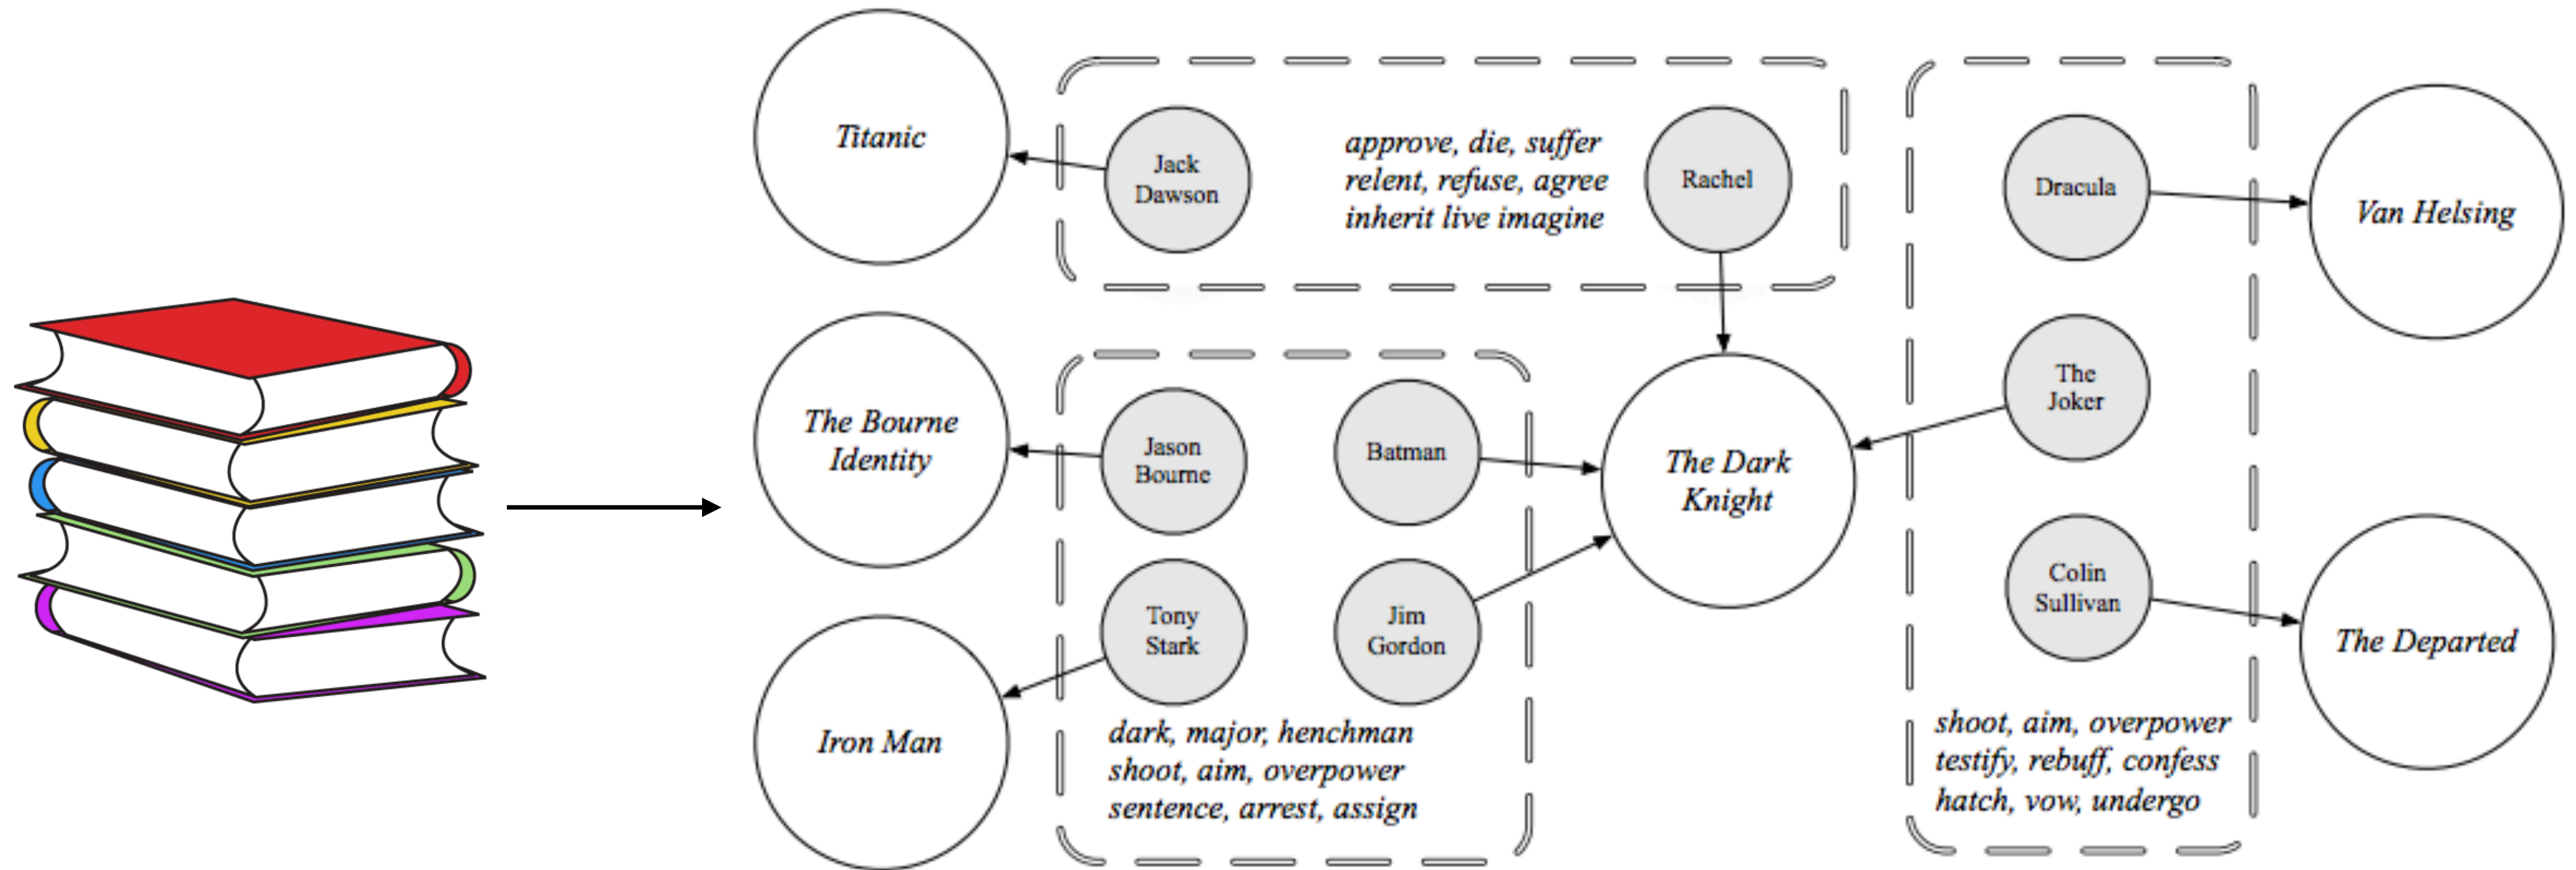 Titanic
Jack
Dawson
approve, die, suffer
relent, refuse, agree
inherit live imagine
Rachel
Dracula
Van Helsing
The Bourne
Identity
Jason
Bourne
Batman
The Dark
Knight
The
Joker
Iron Man
Tony
Stark
Jim
Gordon
dark, major, henchman
shoot, aim, overpower
sentence, arrest, assign
Colin
Sullivan
The Departed
shoot, aim, overpower
testify, rebuff, confess
hatch, vow, undergo